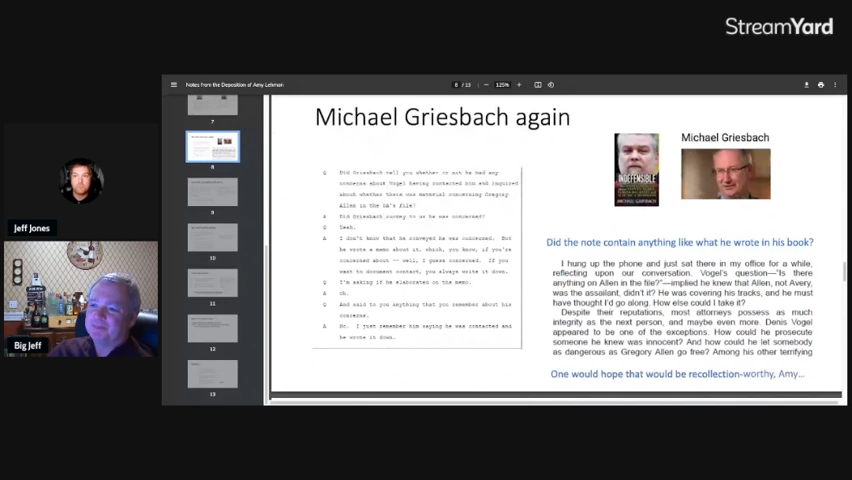 StreamYard
Notes from the Deposition of Amy Lehman
8 / 13
125%
Michael Griesbach again
7
8
9
10
11
12
13
Q Did Griesbach tell you whether or not he had any
concerns about Vogel having contacted him and inquired
about whether there was material concerning Gregory
Allen in the DA's file?
A Did Griesbach convey to us he was concerned?
Q Yeah.
A I don't know that he conveyed he was concerned. But
he wrote a memo about it, which, you know, if you're
concerned about -- well, I guess concerned. If you
want to document contact, you always write it down.
Q I'm asking if he elaborated on the memo.
A Oh.
Q And said to you anything that you remember about his
concerns.
A No. I just remember him saying he was contacted and
he wrote it down.
INDEFENSIBLE
MICHAEL GRIESBACH
Michael Griesbach
Did the note contain anything like what he wrote in his book?
I hung up the phone and just sat there in my office for a while,
reflecting upon our conversation. Vogel's question—"Is there
anything on Allen in the file?"—implied he knew that Allen, not Avery,
was the assailant, didn't it? He was covering his tracks, and he must
have thought I'd go along. How else could I take it?
Despite their reputations, most attorneys possess as much
integrity as the next person, and maybe even more. Denis Vogel
appeared to be one of the exceptions. How could he prosecute
someone he knew was innocent? And how could he let somebody
as dangerous as Gregory Allen go free? Among his other terrifying
One would hope that would be recollection-worthy, Amy...
Jeff Jones
Big Jeff